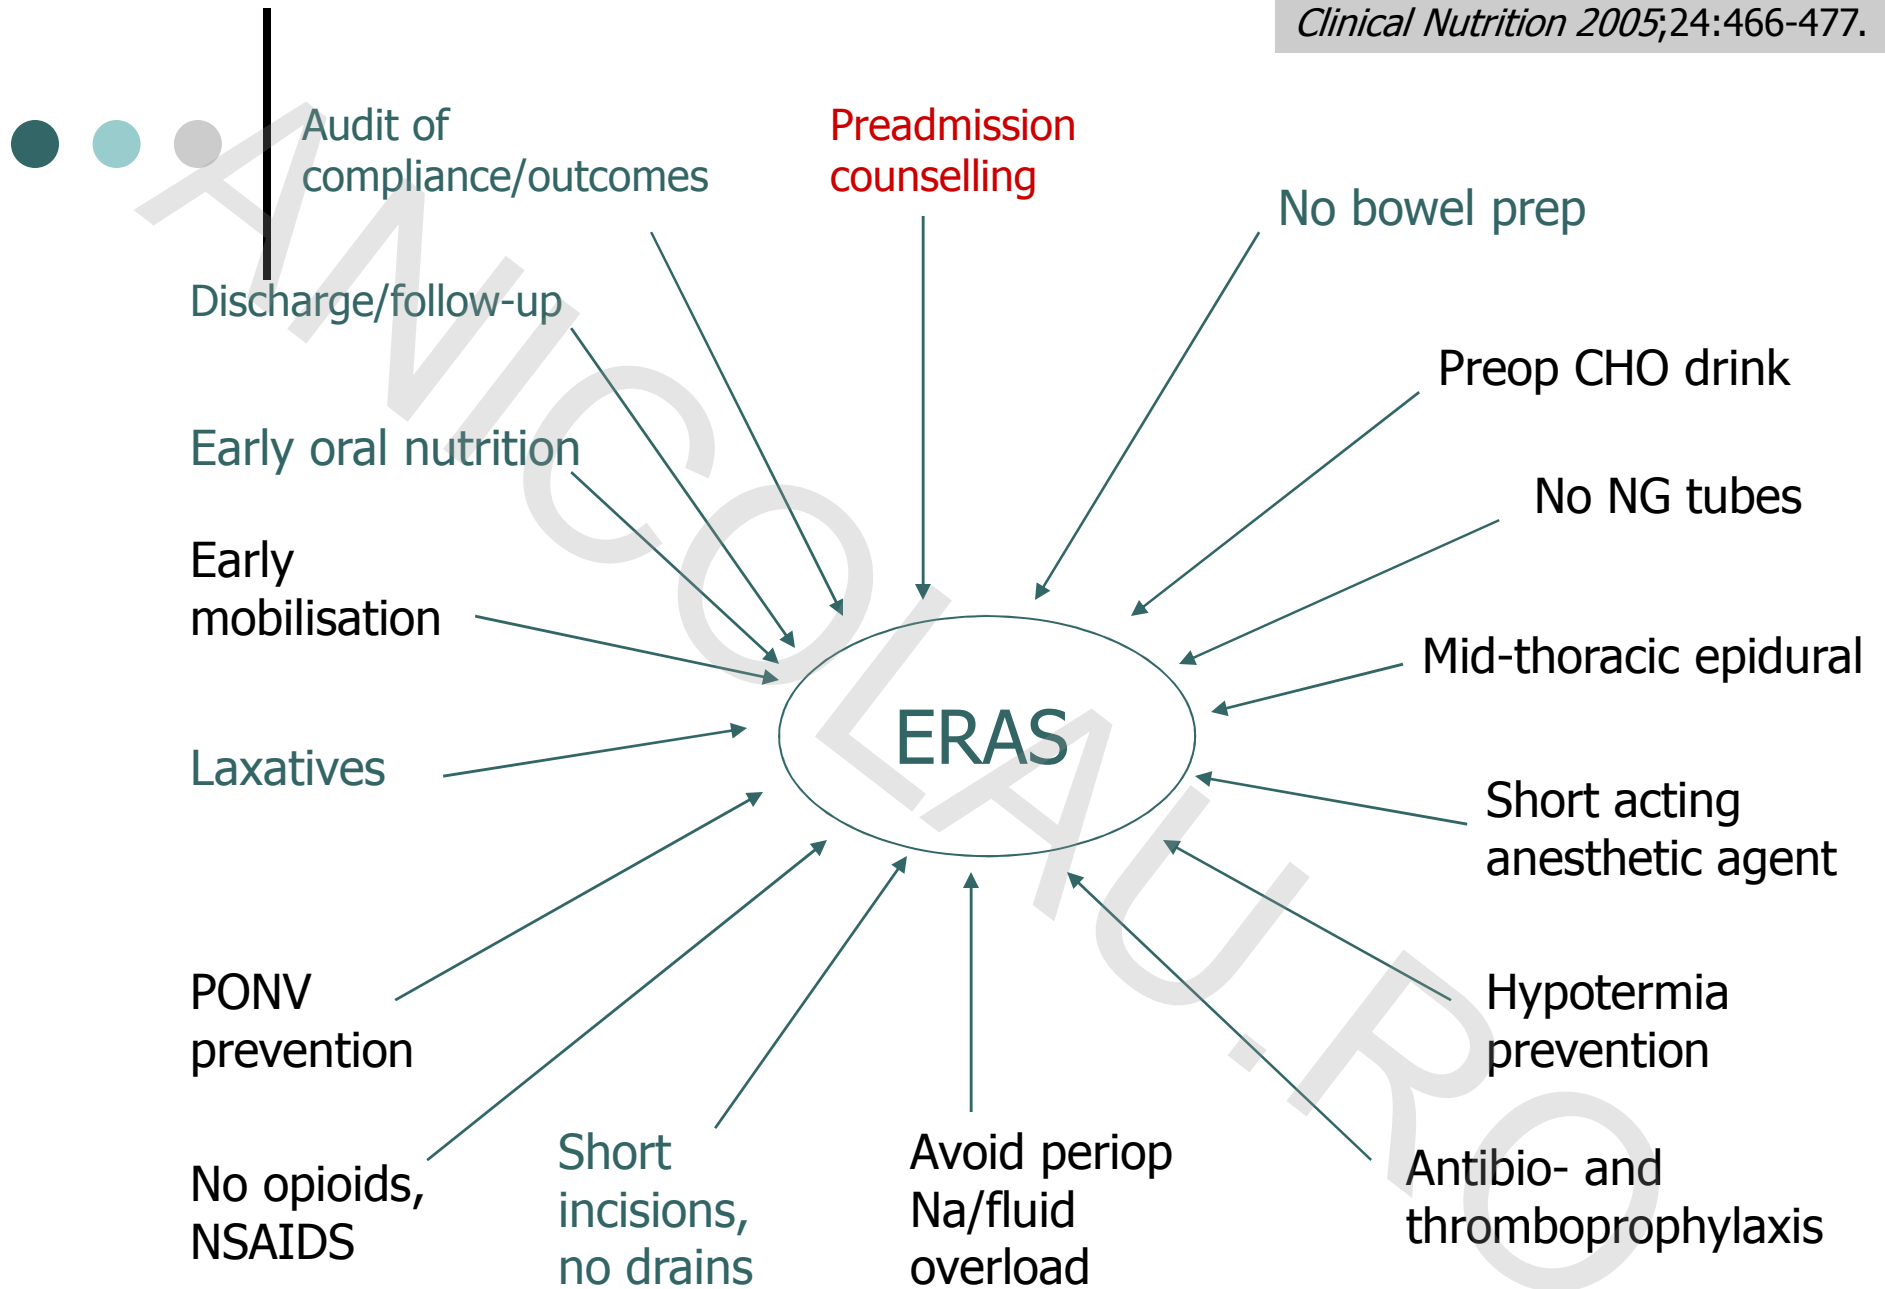 Clinical Nutrition 2005;24:466-477.
Audit of
compliance/outcomes
Preadmission
counselling
No bowel prep
Discharge/follow-up
Preop CHO drink
Early oral nutrition
No NG tubes
Early
mobilisation
Mid-thoracic epidural
ERAS
Laxatives
Short acting
anesthetic agent
PONV
prevention
Hypotermia
prevention
No opioids,
NSAIDS
Short
incisions,
no drains
Avoid periop
Na/fluid
overload
Antibio- and
thromboprophylaxis
ANICOLAU.RO